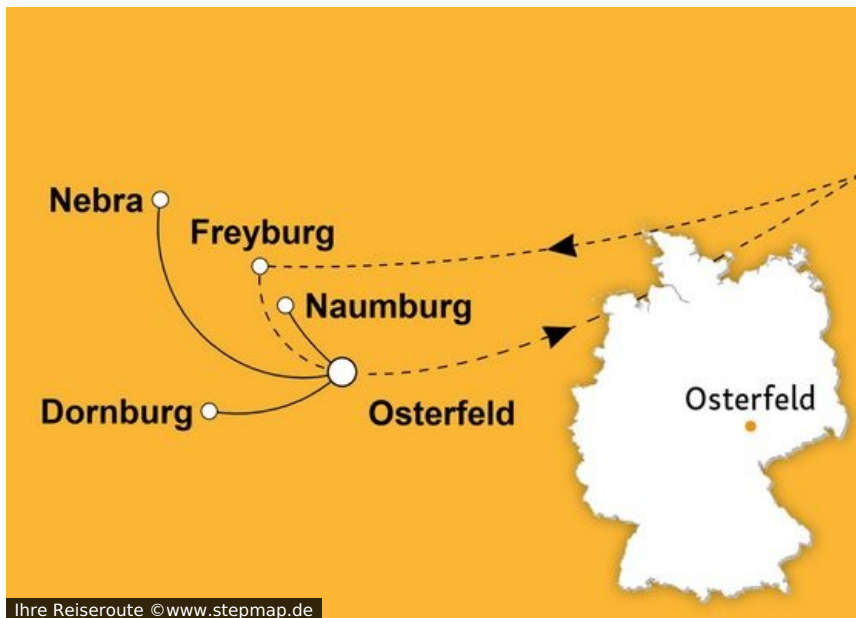 Nebra
Freyburg
Naumburg
Dornburg
Osterfeld
Osterfeld
Ihre Reiseroute ©www.stepmap.de